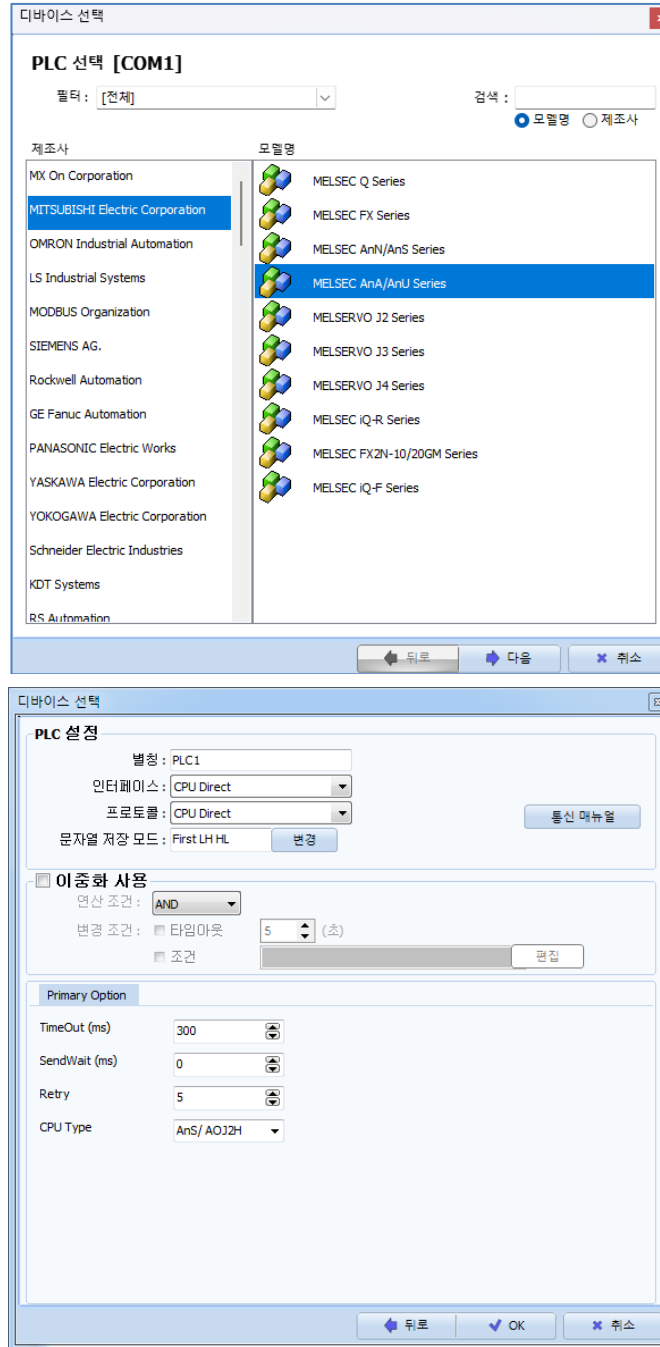 디바이스 선택
PLC 선택 [COM1]
필터 : [전체] 검색 :
모델명 제조사
제조사 모델명
MX On Corporation
MITSUBISHI Electric Corporation
OMRON Industrial Automation
LS Industrial Systems
MODBUS Organization
SIEMENS AG.
Rockwell Automation
GE Fanuc Automation
PANASONIC Electric Works
YASKAWA Electric Corporation
YOKOGAWA Electric Corporation
Schneider Electric Industries
KDT Systems
RS Automation
MELSEC Q Series
MELSEC FX Series
MELSEC AnN/AnS Series
MELSEC AnA/AnU Series
MELSERVO J2 Series
MELSERVO J3 Series
MELSERVO J4 Series
MELSEC iQ-R Series
MELSEC FX2N-10/20GM Series
MELSEC iQ-F Series
뒤로 다음 취소
디바이스 선택
PLC 설정
별칭 : PLC1
인터페이스 : CPU Direct
프로토콜 : CPU Direct 통신 매뉴얼
문자열 저장 모드 : First LH HL 변경
이중화 사용
연산 조건 : AND
변경 조건 : 타임아웃 5 (초)
조건 편집
Primary Option
TimeOut (ms) 300
SendWait (ms) 0
Retry 5
CPU Type AnS/ AOJ2H
뒤로 OK 취소